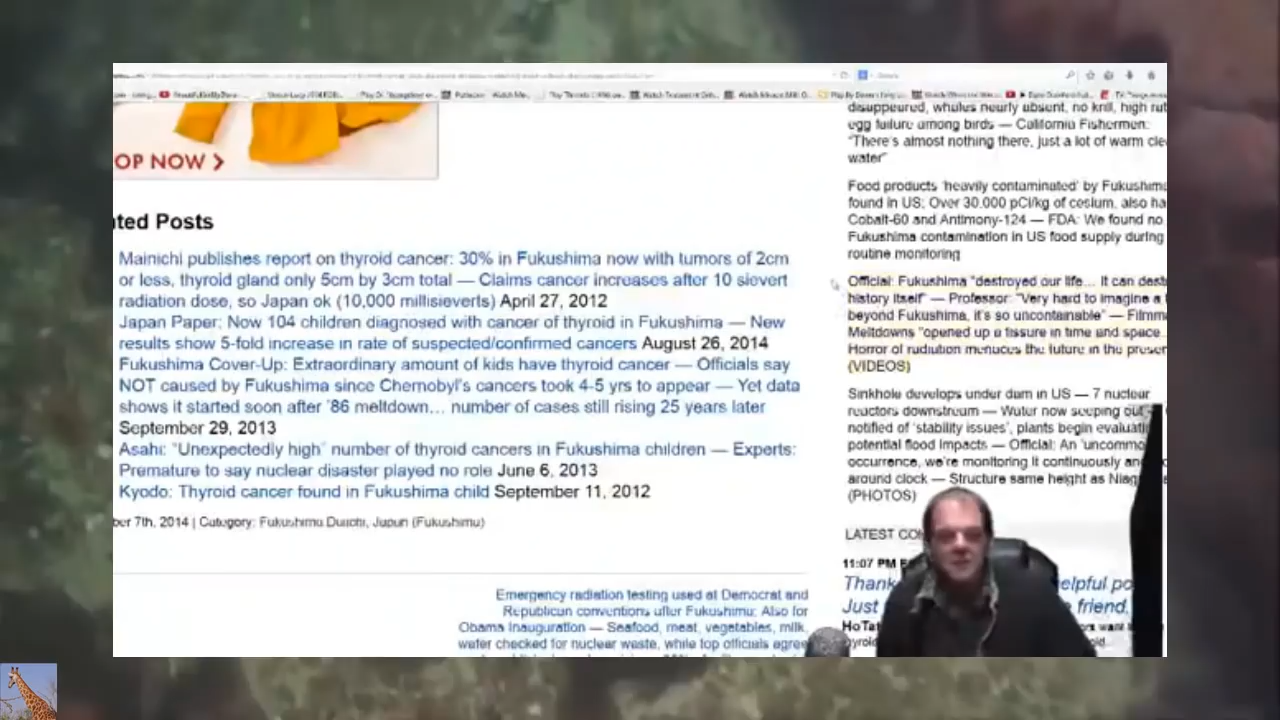 OP NOW
ted Posts
Mainichi publishes report on thyroid cancer: 30% in Fukushima now with tumors of 2cm
or less, thyroid gland only 5cm by 3cm total — Claims cancer increases after 10 sievert
radiation dose, so Japan ok (10,000 millisieverts) April 27, 2012
Japan Paper: Now 104 children diagnosed with cancer of thyroid in Fukushima — New
results show 5-fold increase in rate of suspected/confirmed cancers August 26, 2014
Fukushima Cover-Up: Extraordinary amount of kids have thyroid cancer — Officials say
NOT caused by Fukushima since Chernobyl's cancers took 4-5 yrs to appear — Yet data
shows it started soon after '86 meltdown… number of cases still rising 25 years later
September 29, 2013
Asahi: “Unexpectedly high” number of thyroid cancers in Fukushima children — Experts:
Premature to say nuclear disaster played no role June 6, 2013
Kyodo: Thyroid cancer found in Fukushima child September 11, 2012
ber 7th, 2014 | Category: Fukushima Daiichi, Japan (Fukushima)
Emergency radiation testing used at Democrat and
Republican conventions after Fukushima; Also for
Obama Inauguration — Seafood, meat, vegetables, milk,
water checked for nuclear waste, while top officials agree
disappeared, whales nearly absent, no krill, high rat
egg failure among birds — California Fishermen:
“There's almost nothing there, just a lot of warm cle
water”
Food products 'heavily contaminated' by Fukushima
found in US; Over 30,000 pCi/kg of cesium, also ha
Cobalt-60 and Antimony-124 — FDA: We found no
Fukushima contamination in US food supply during
routine monitoring
Official: Fukushima “destroyed our life… It can dest
history itself” — Professor: “Very hard to imagine a
beyond Fukushima, it's so uncontainable” — Filmm
Meltdowns “opened up a fissure in time and space…
Horror of radiation menaces the future in the presen
(VIDEOS)
Sinkhole develops under dam in US — 7 nuclear
reactors downstream — Water now seeping out
notified of 'stability issues', plants begin evaluati
potential flood impacts — Official: An 'uncommo
occurrence, we're monitoring it continuously an
around clock — Structure same height as Niag
(PHOTOS)
LATEST CO
11:07 PM
Thank elpful po
Just friend,
HoTat